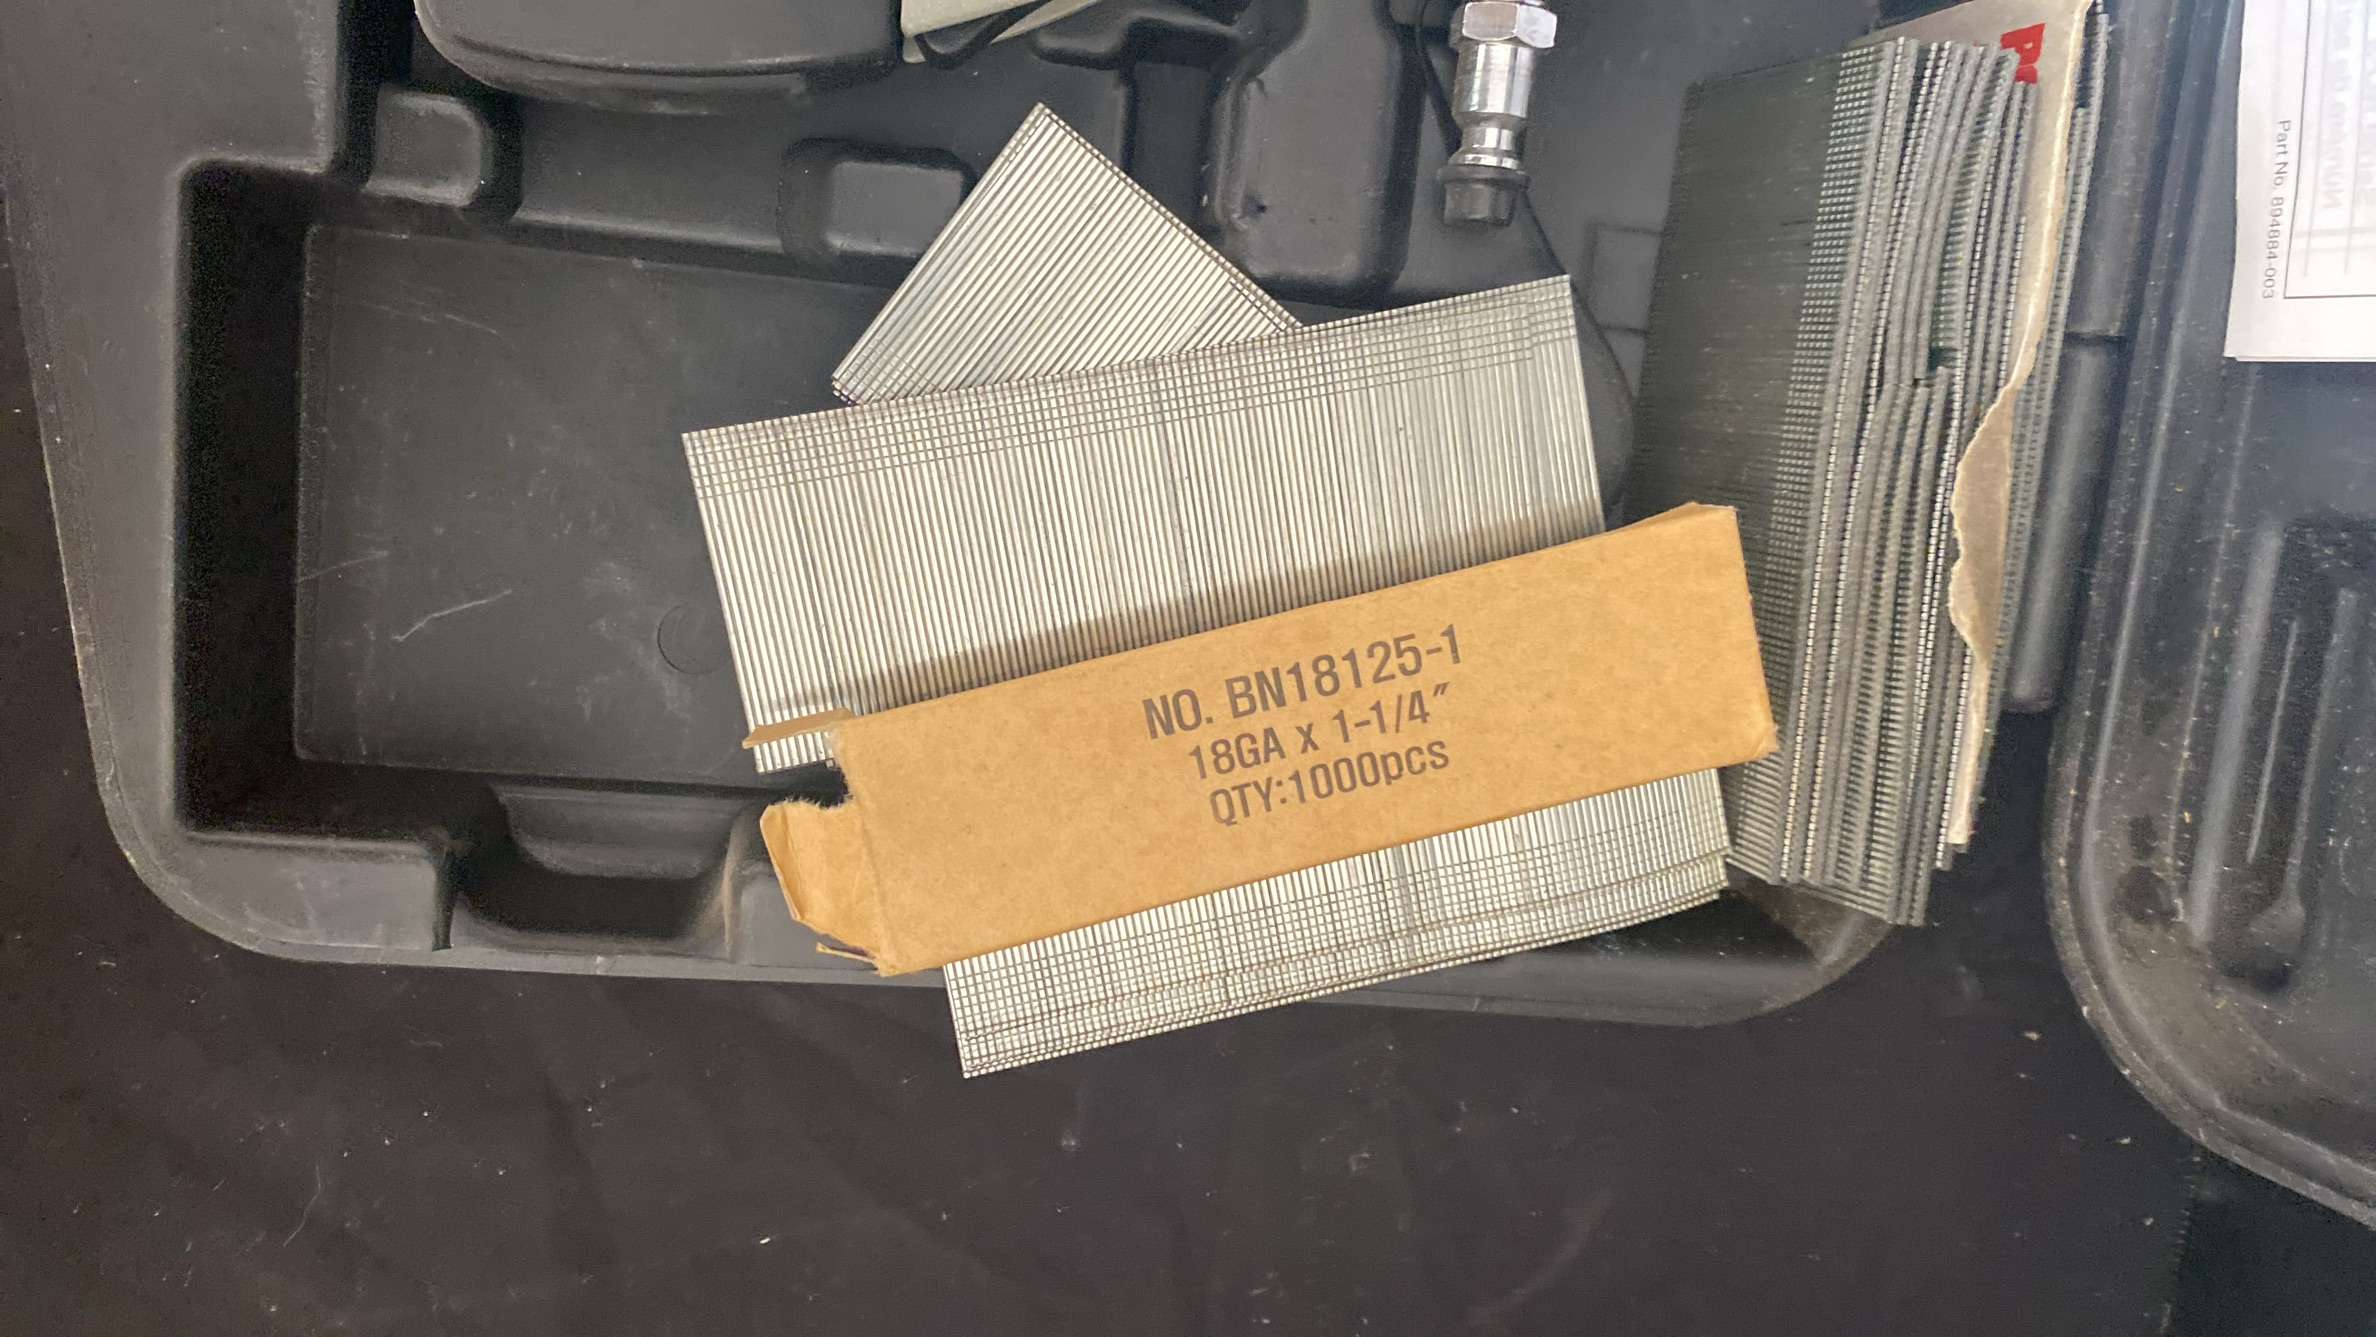 NO. BN18125-1
18GA x 1-1/4″
QTY:1000pcs
Part No. 894884-003